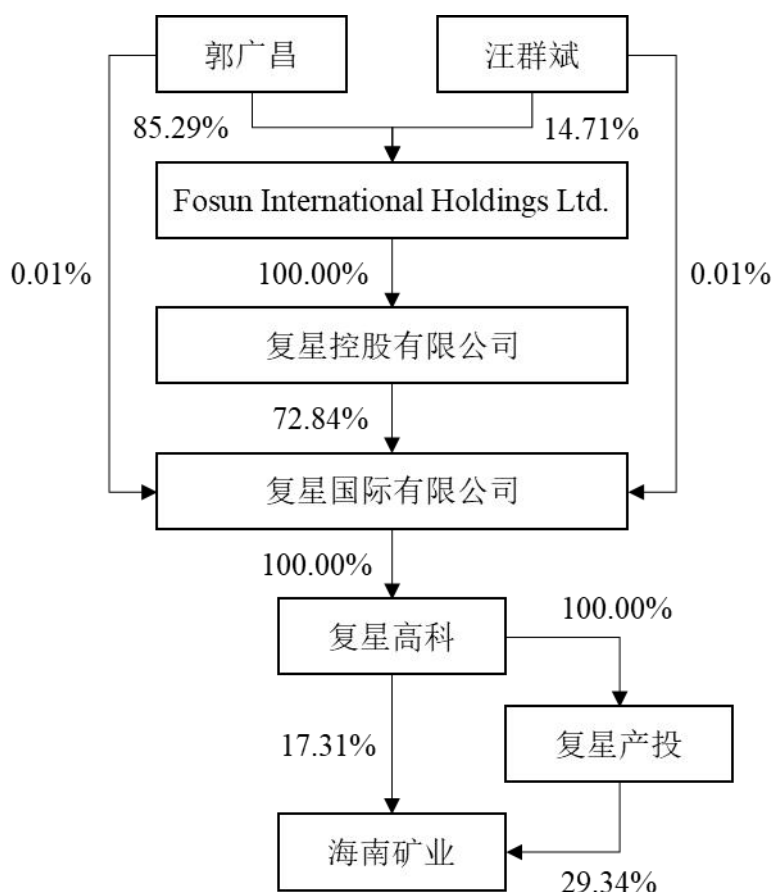 郭广昌
汪群斌
85.29%
14.71%
Fosun International Holdings Ltd.
0.01%
100.00%
0.01%
复星控股有限公司
72.84%
复星国际有限公司
100.00%
复星高科
100.00%
17.31%
复星产投
海南矿业
29.34%